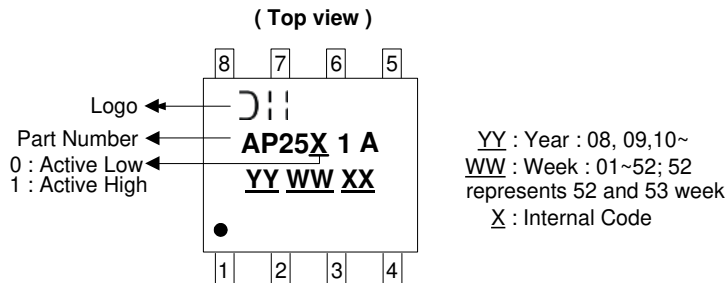 ( Top view )
8 7 6 5
Logo
Part Number
AP25X 1 A
0 : Active Low
1 : Active High
YY WW XX
YY : Year : 08, 09,10~
WW : Week : 01~52; 52
represents 52 and 53 week
X : Internal Code
1 2 3 4